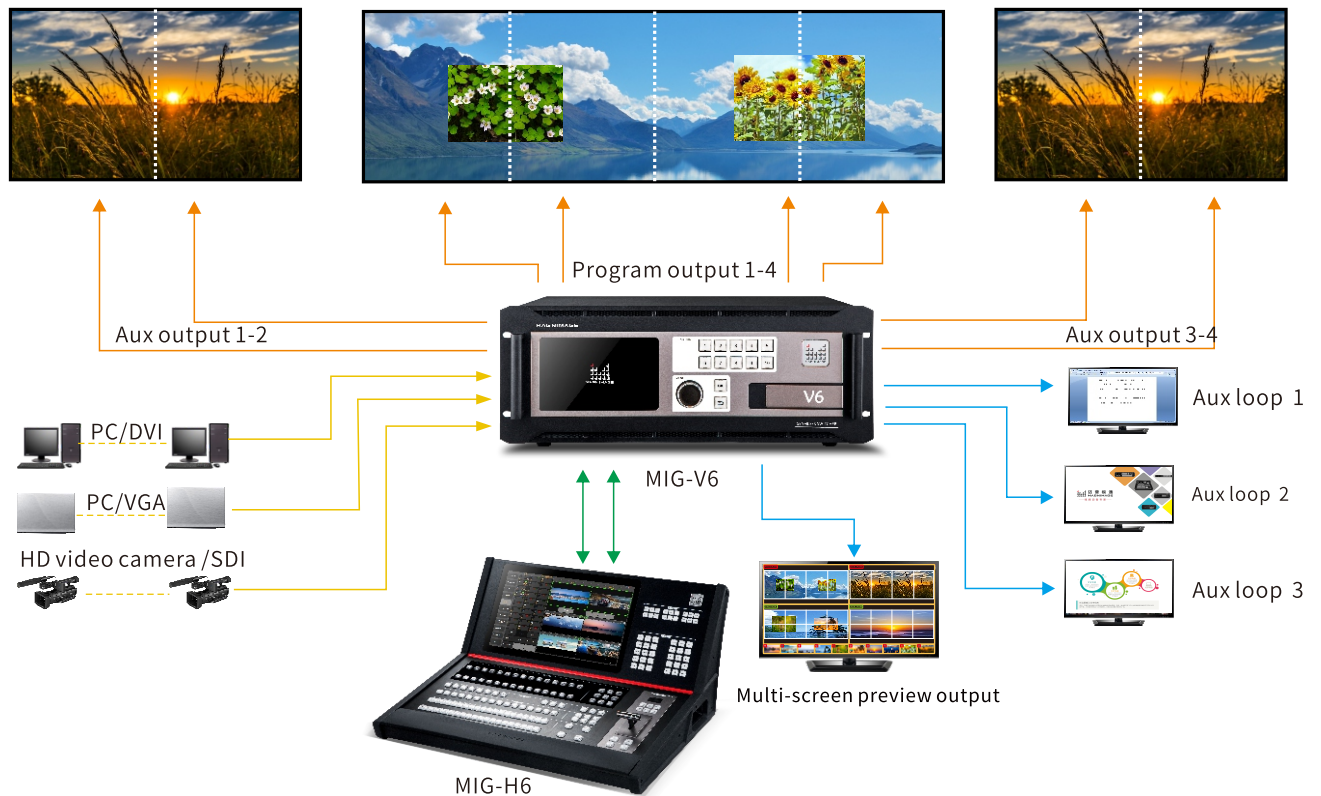 Program output 1-4
Aux output 1-2
Aux output 3-4
V6
PC/DVI
PC/VGA
HD video camera /SDI
MIG-V6
Aux loop 1
Aux loop 2
Aux loop 3
Multi-screen preview output
MIG-H6